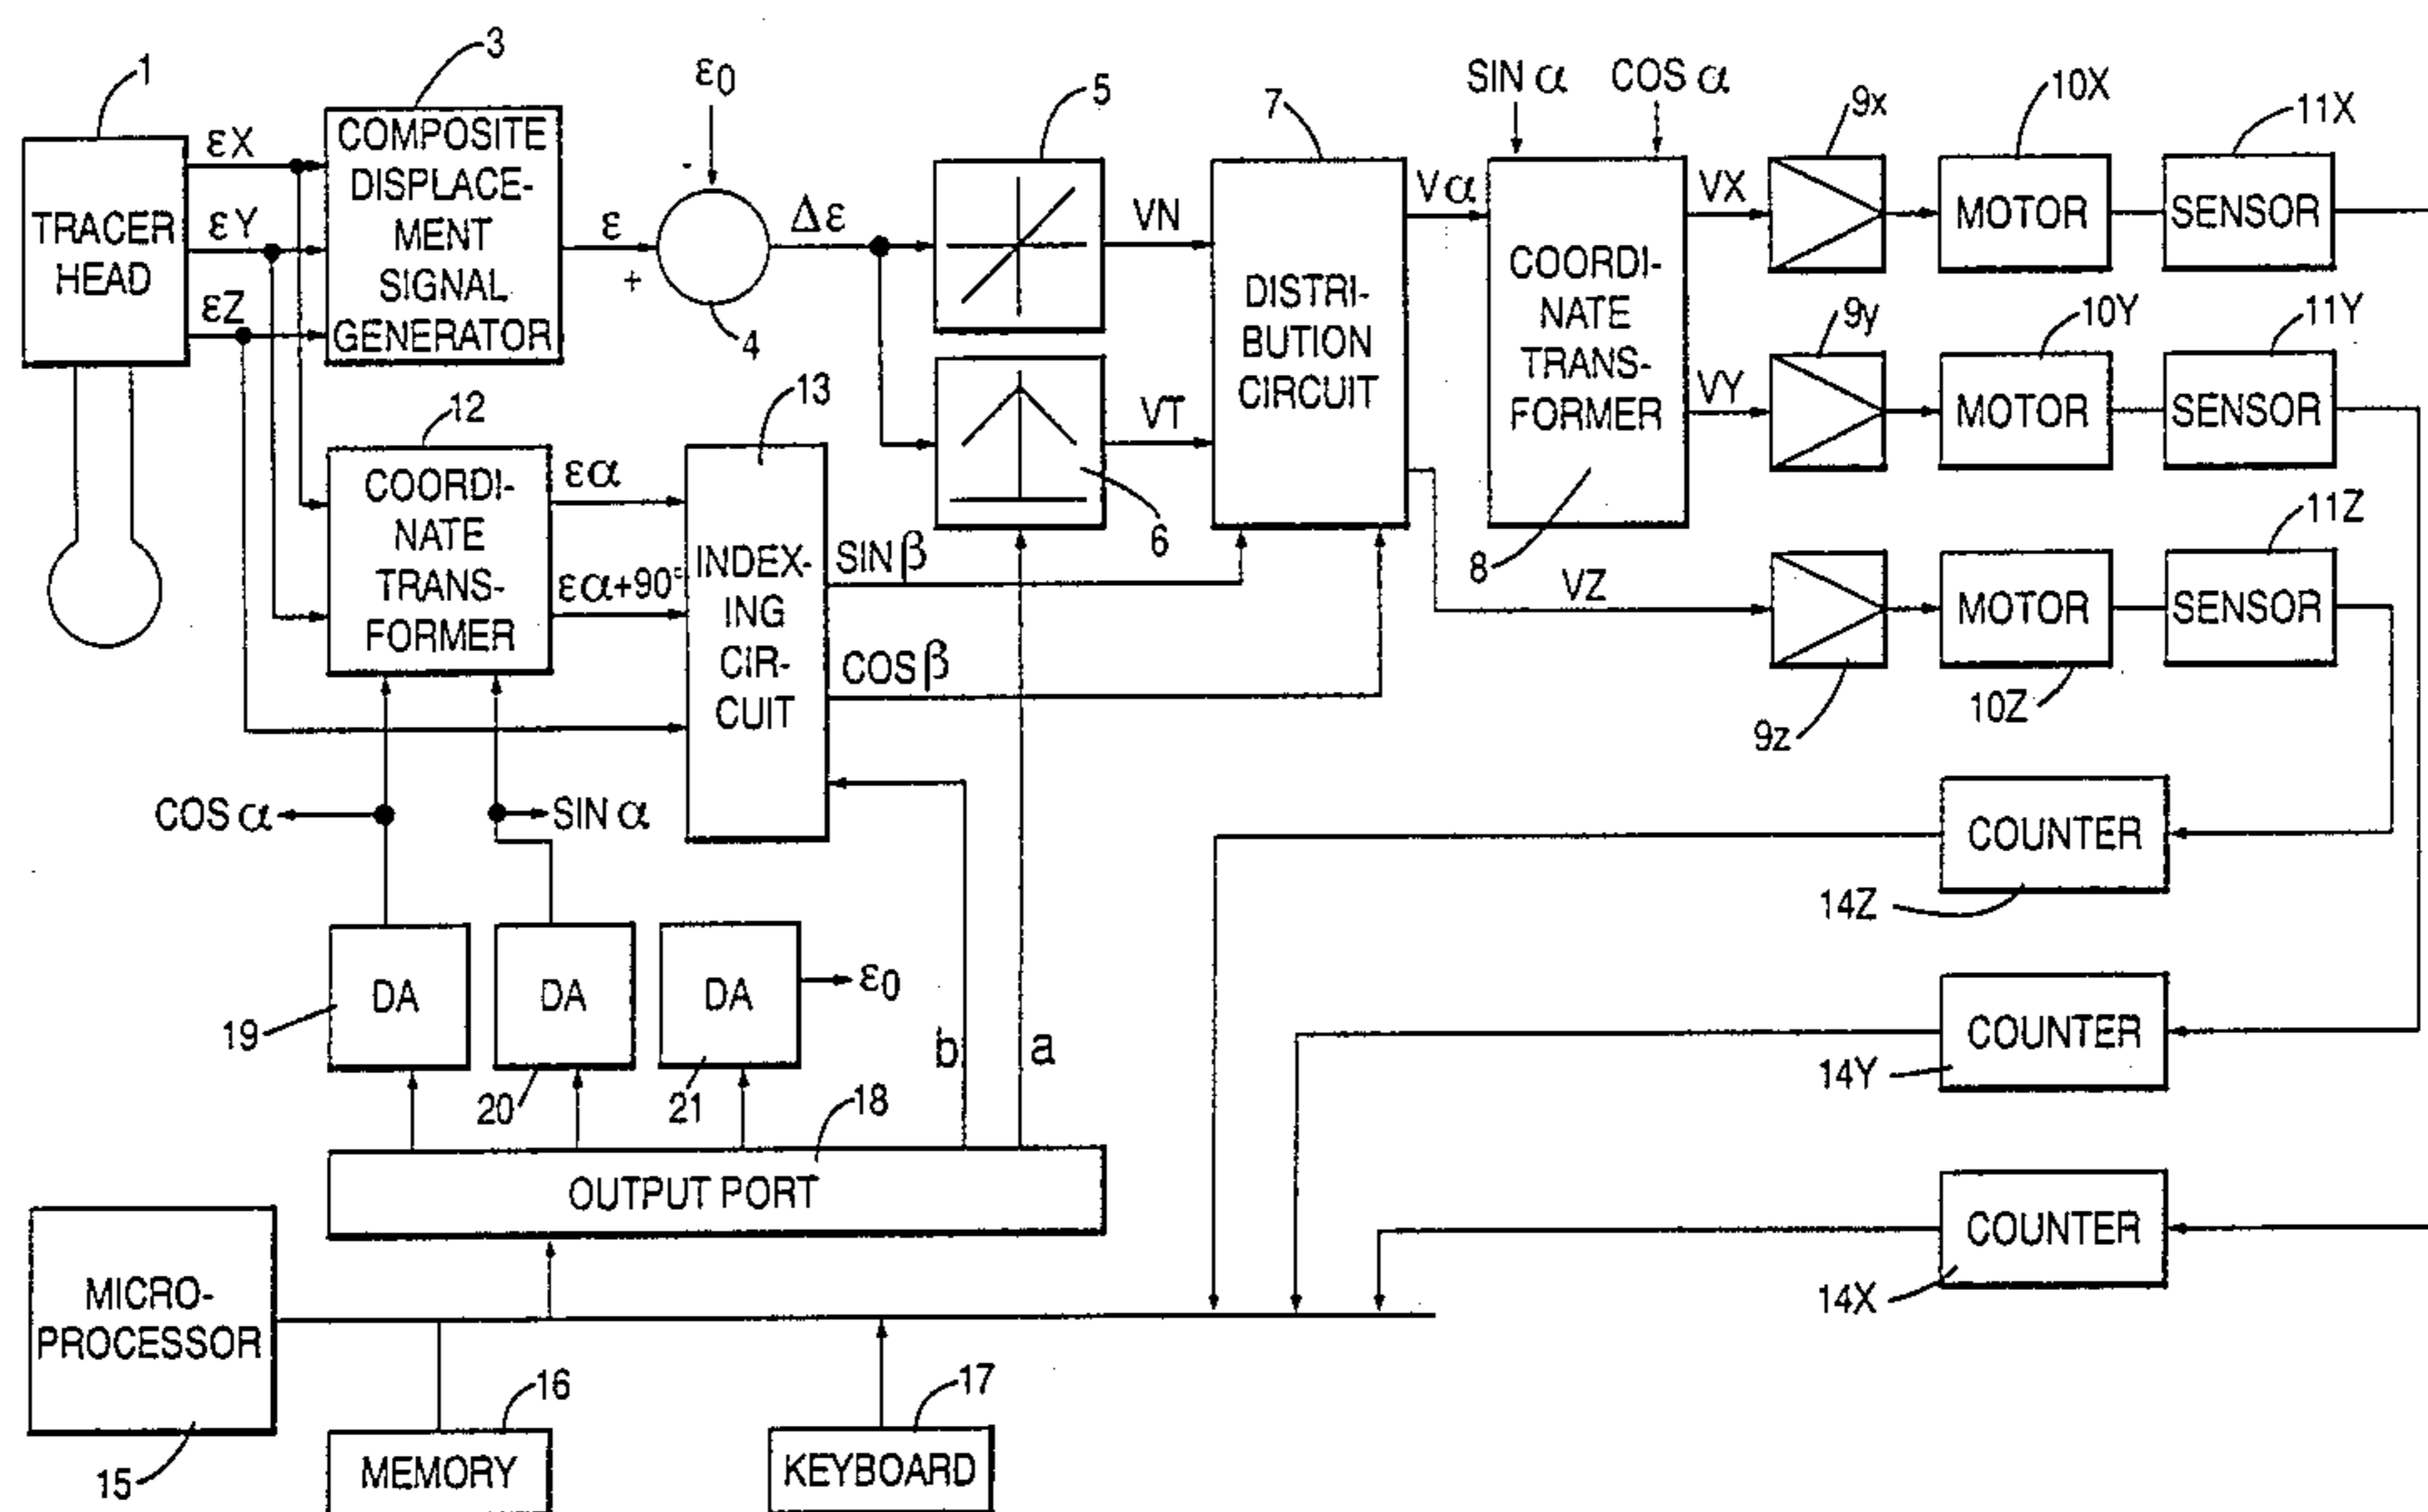 1
3
ε0
5
7
SIN α
COS α
9x
10X
11X
TRACER
HEAD
εX
εY
εZ
COMPOSITE
DISPLACE-
MENT
SIGNAL
GENERATOR
ε
+
-
4
Δε
VN
VT
6
DISTRI-
BUTION
CIRCUIT
Vα
COORDI-
NATE
TRANS-
FORMER
8
VX
VY
VZ
MOTOR
SENSOR
9y
10Y
11Y
MOTOR
SENSOR
11Z
MOTOR
SENSOR
9z
10Z
12
COORDI-
NATE
TRANS-
FORMER
εα
εα+90°
13
INDEX-
ING
CIR-
CUIT
SIN β
COS β
COS α
SIN α
COUNTER
14Z
DA
19
DA
20
DA
21
ε0
b
a
COUNTER
14Y
18
OUTPUT PORT
COUNTER
14X
MICRO-
PROCESSOR
15
16
MEMORY
17
KEYBOARD